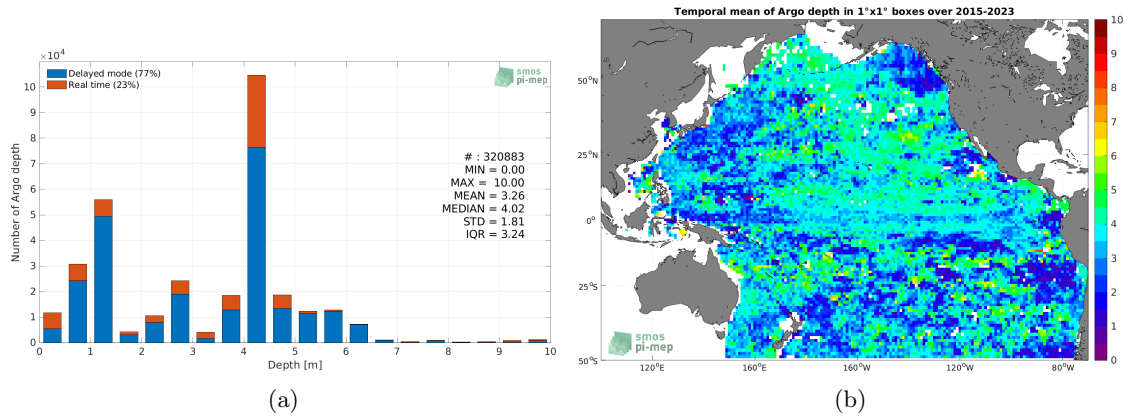 ×10⁴
Delayed mode (77%)
Real time (23%)
smos
pi-mep
Number of Argo depth
10
9
8
7
6
5
4
3
2
1
0
# : 320883
MIN = 0.00
MAX = 10.00
MEAN = 3.26
MEDIAN = 4.02
STD = 1.81
IQR = 3.24
0 1 2 3 4 5 6 7 8 9 10
Depth [m]
(a)
Temporal mean of Argo depth in 1°x1° boxes over 2015-2023
50°N
25°N
0°
25°S
50°S
smos
pi-mep
120°E 160°E 160°W 120°W 80°W
10
9
8
7
6
5
4
3
2
1
0
(b)